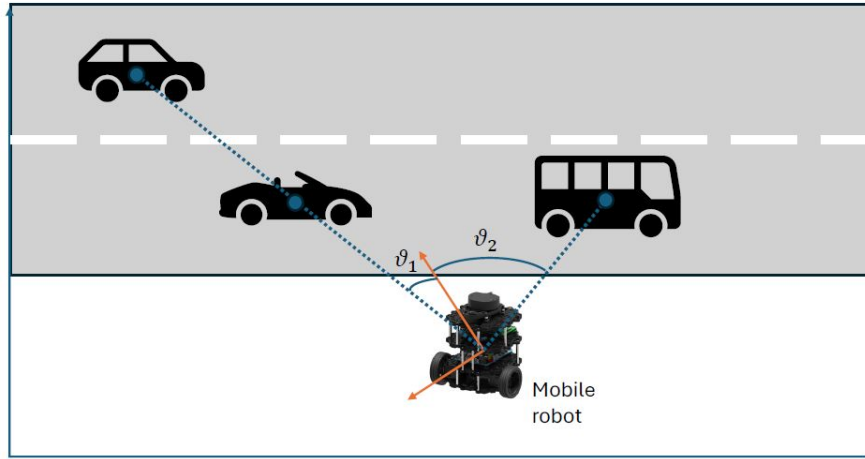 ϑ₁
ϑ₂
Mobile
robot